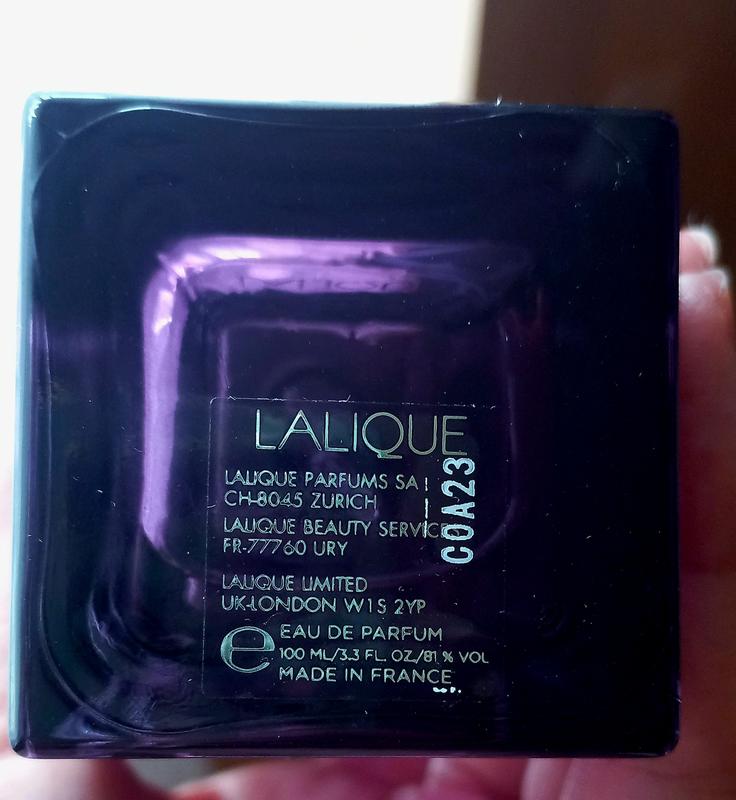 LALIQUE
LALIQUE PARFUMS SA
CH-8045 ZURICH
LALIQUE BEAUTY SERVICE
FR-77760 URY
LALIQUE LIMITED
UK-LONDON W1S 2YP
e EAU DE PARFUM
100 ML/3.3 FL. OZ/81 % VOL
MADE IN FRANCE
COA23